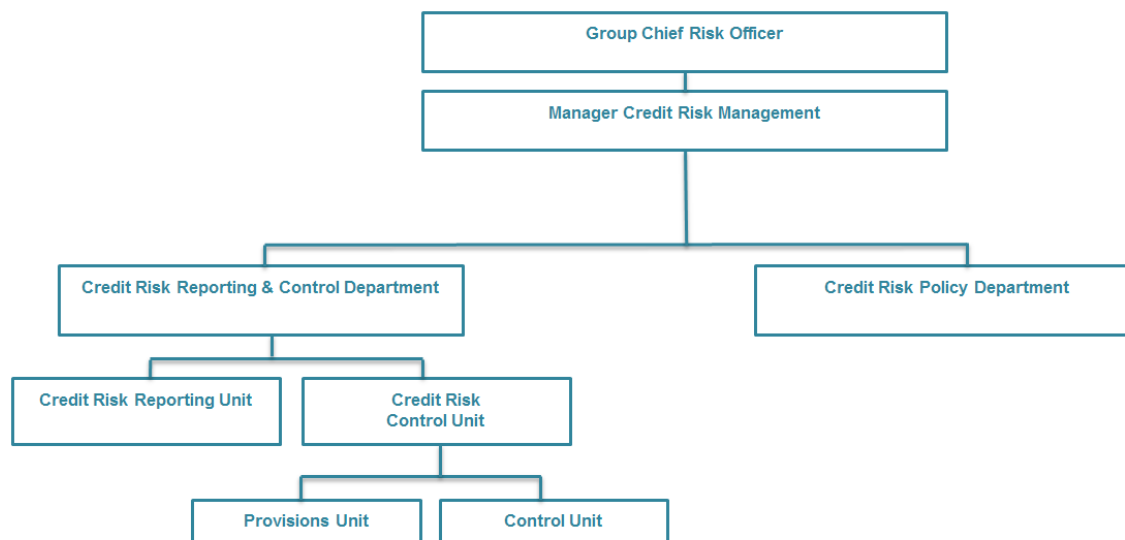 Group Chief Risk Officer
Manager Credit Risk Management
Credit Risk Reporting & Control Department
Credit Risk Policy Department
Credit Risk Reporting Unit
Credit Risk
Control Unit
Provisions Unit
Control Unit